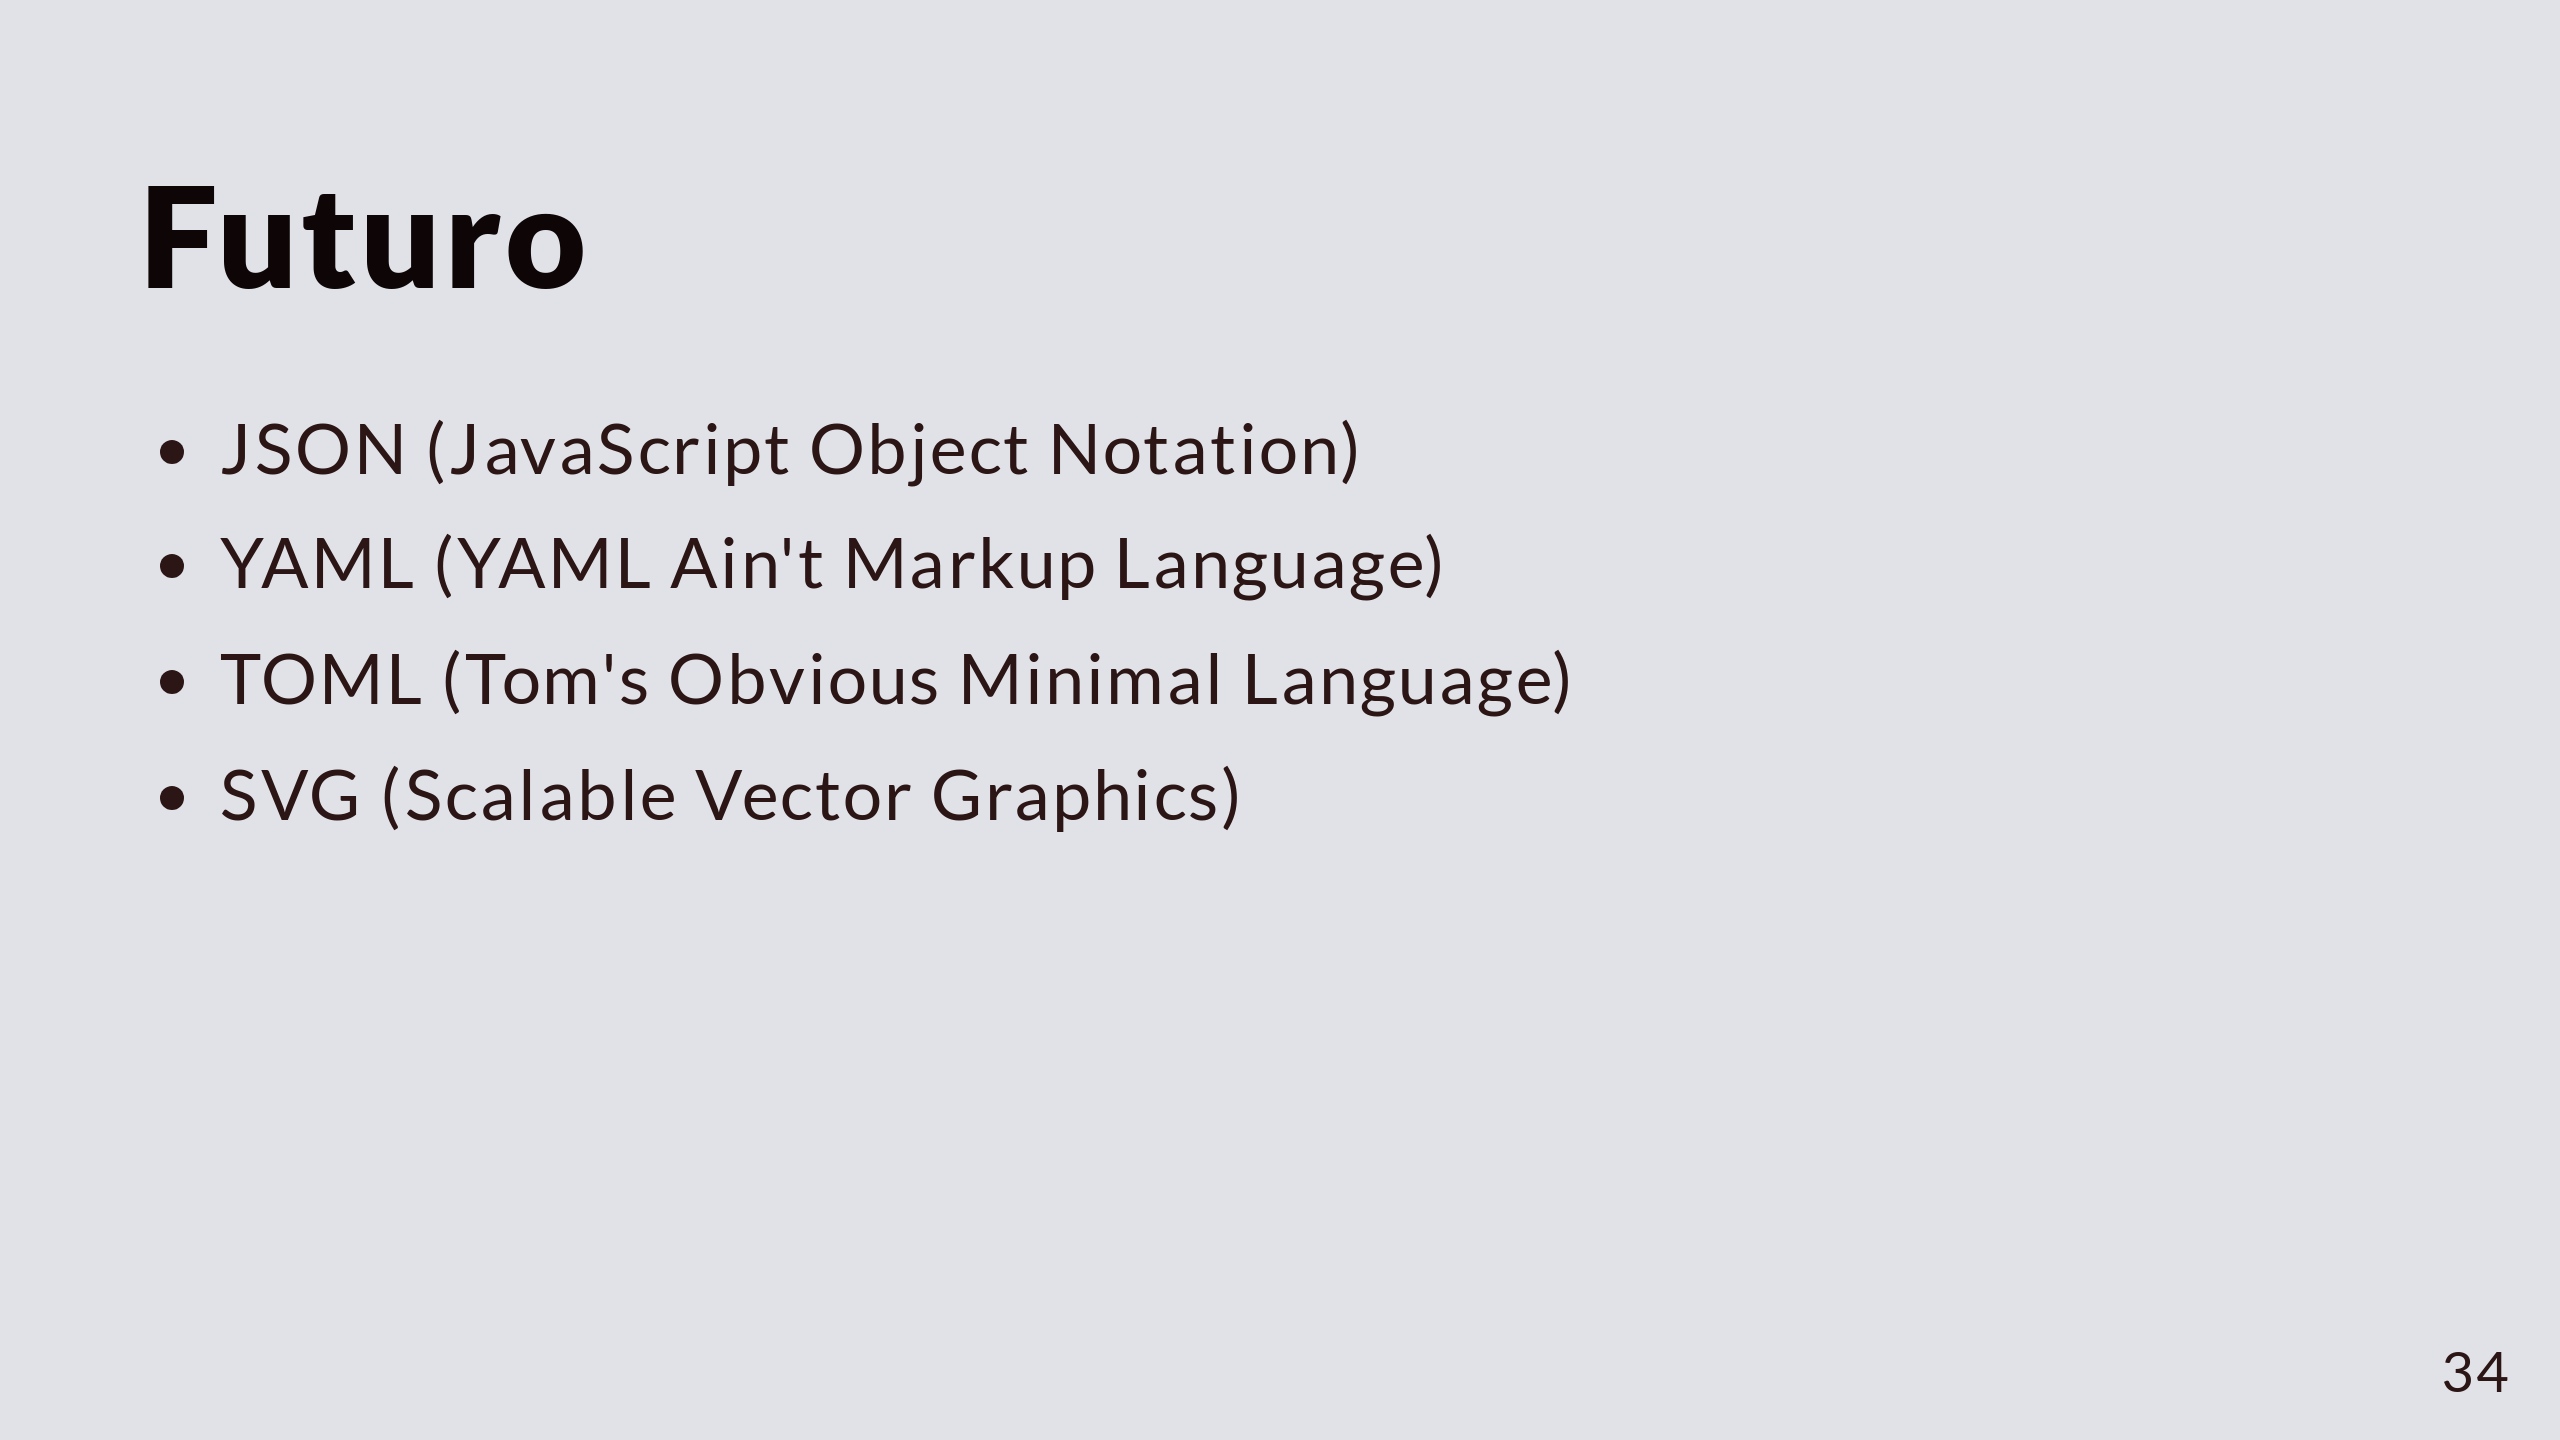 Futuro
• JSON (JavaScript Object Notation)
• YAML (YAML Ain't Markup Language)
• TOML (Tom's Obvious Minimal Language)
• SVG (Scalable Vector Graphics)
34